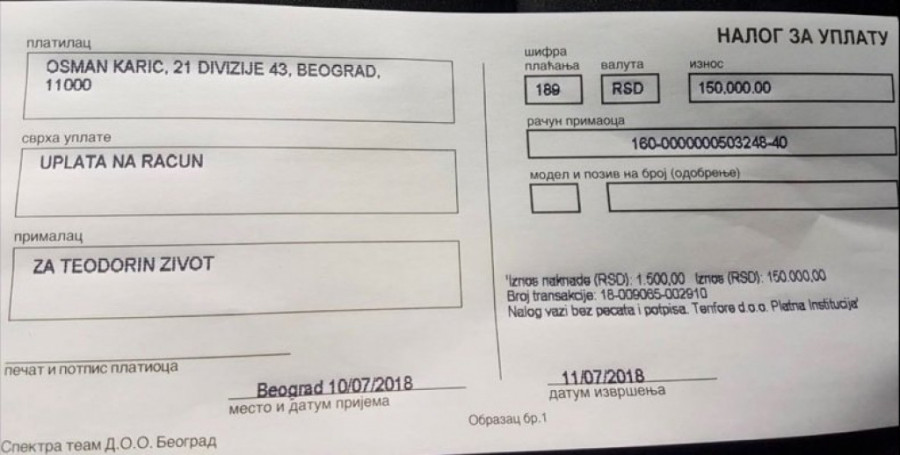 НАЛОГ ЗА УПЛАТУ
платилац
OSMAN KARIC, 21 DIVIZIJE 43, BEOGRAD,
11000
сврха уплате
UPLATA NA RACUN
прималац
ZA TEODORIN ZIVOT
печат и потпис платиоца
Beograd 10/07/2018
место и датум пријема
Спектра теам Д.О.О. Београд
шифра
плаћања
валута
износ
189
RSD
150,000.00
рачун примаоца
160-0000000503248-40
модел и позив на број (одобрење)
'Iznos naknade (RSD): 1.500,00 Iznos (RSD): 150.000,00
Broj transakcije: 18-009065-002910
Nalog vazi bez pecata i potpisa. Tenfore d.o.o. Platna Institucija'
11/07/2018
датум извршења
Образац бр.1